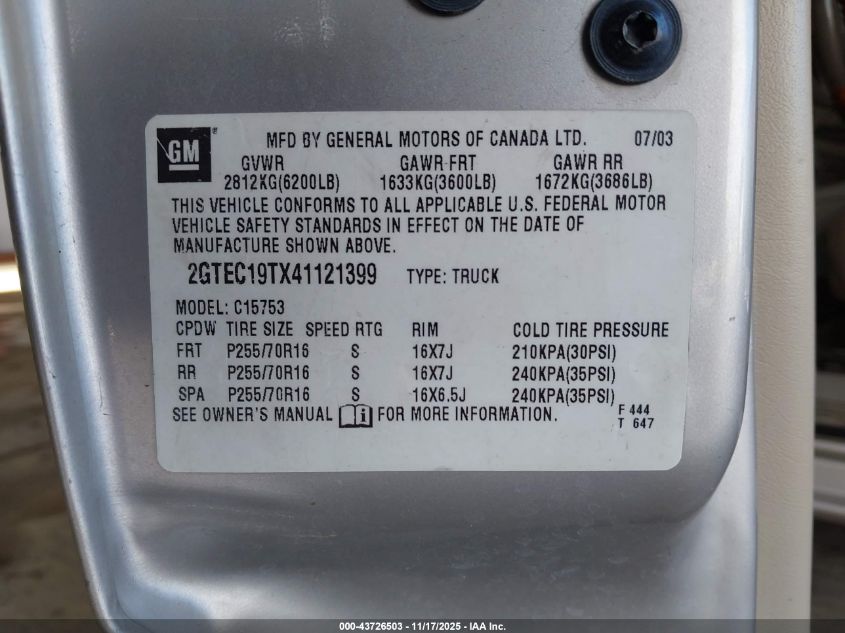 GM
MFD BY GENERAL MOTORS OF CANADA LTD. 07/03
GVWR GAWR FRT GAWR RR
2812KG(6200LB) 1633KG(3600LB) 1672KG(3686LB)
THIS VEHICLE CONFORMS TO ALL APPLICABLE U.S. FEDERAL MOTOR
VEHICLE SAFETY STANDARDS IN EFFECT ON THE DATE OF
MANUFACTURE SHOWN ABOVE.
2GTEC19TX41121399 TYPE: TRUCK
MODEL: C15753
CPDW TIRE SIZE SPEED RTG RIM COLD TIRE PRESSURE
FRT P255/70R16 S 16X7J 210KPA(30PSI)
RR P255/70R16 S 16X7J 240KPA(35PSI)
SPA P255/70R16 S 16X6.5J 240KPA(35PSI)
SEE OWNER'S MANUAL i FOR MORE INFORMATION.
F 444
T 647
000-43726503 - 11/17/2025 - IAA Inc.